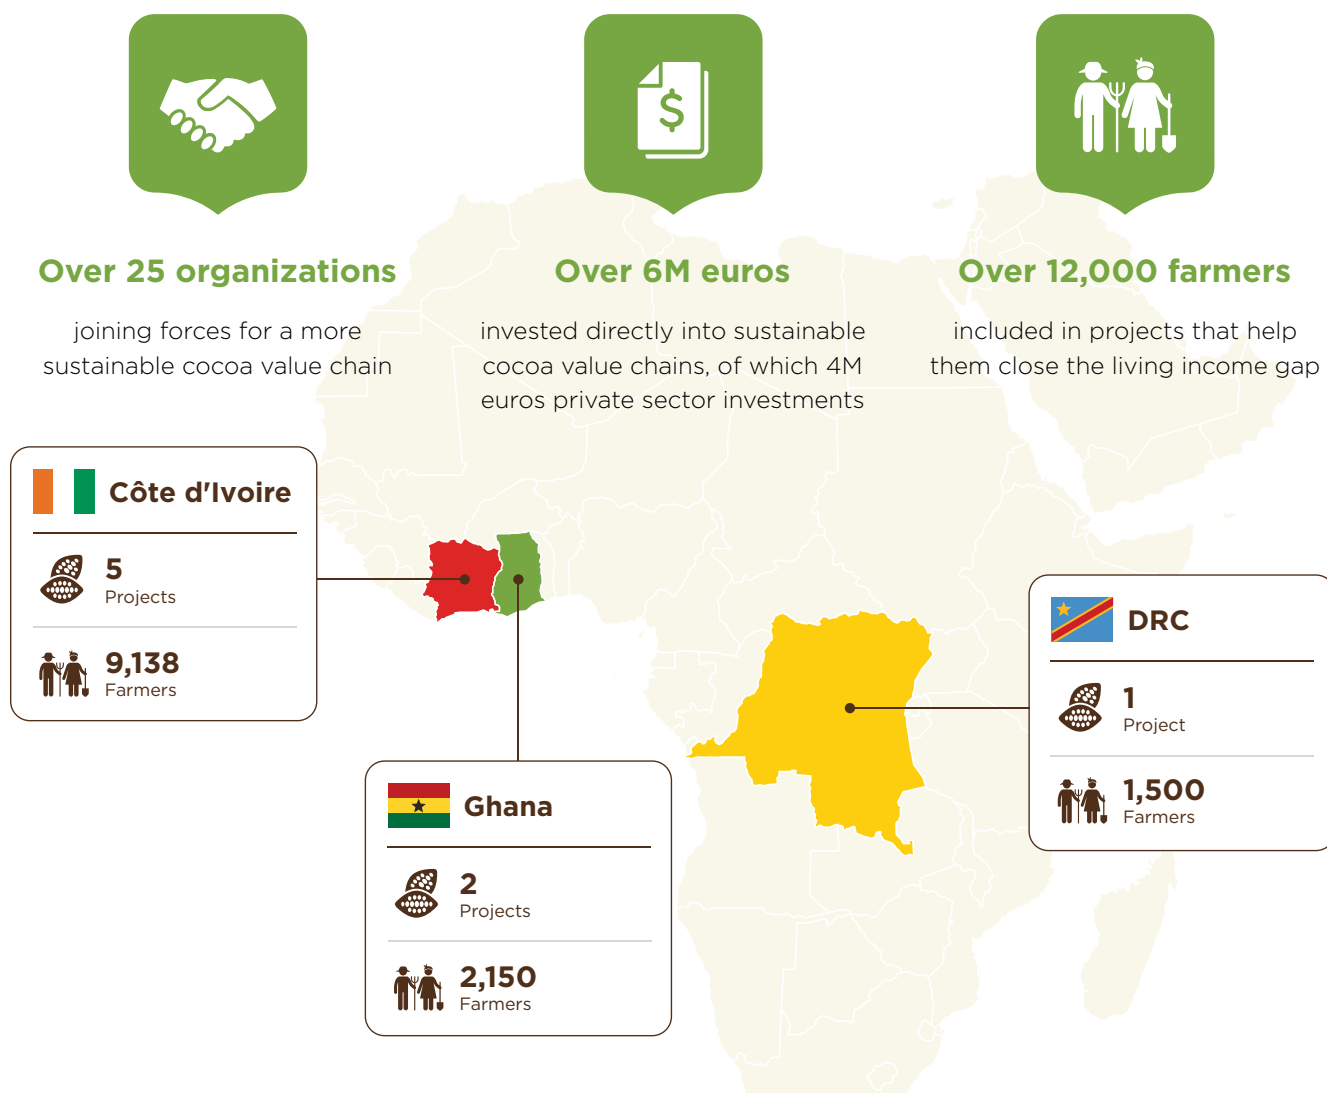 Over 25 organizations
joining forces for a more
sustainable cocoa value chain
Over 6M euros
invested directly into sustainable
cocoa value chains, of which 4M
euros private sector investments
Over 12,000 farmers
included in projects that help
them close the living income gap
Côte d'Ivoire
5
Projects
9,138
Farmers
Ghana
2
Projects
2,150
Farmers
DRC
1
Project
1,500
Farmers